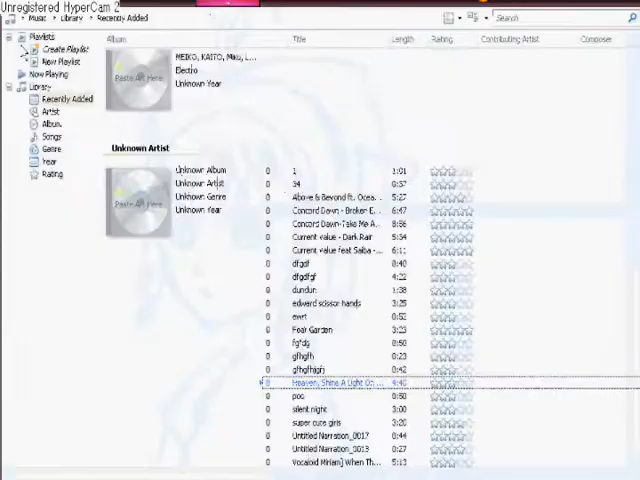 Unregistered HyperCam 2
Music › Library › Recently Added
Search
Playlists
Create Playlist
New Playlist
Now Playing
Library
Recently Added
Artist
Album
Songs
Genre
Year
Rating
Album Title Length Rating Contributing Artist Composer
MEIKO, KAITO, Miku, L...
Electro
Unknown Year
Paste Art Here
Unknown Artist
Unknown Album
Unknown Artist
Unknown Genre
Unknown Year
Paste Art Here
0 1 1:01
0 34 0:57
0 Above & Beyond ft. Ocea... 5:27
0 Concord Dawn - Broken E... 6:47
0 Concord Dawn-Take Me A... 8:56
0 Current value - Dark Rain 5:34
0 Current value feat Saiba -... 6:11
0 dfgdf 8:40
0 dfgdfgf 4:22
0 dundun 1:38
0 edward scissor hands 3:25
0 ewrt 0:52
0 Fear Garden 3:23
0 fg'dg 8:50
0 gfhgfh 0:23
0 gfhgfhjgfj 0:42
0 Heaven, Shine A Light On ... 4:40
0 poo 8:50
0 silent night 3:00
0 super cute girls 3:20
0 Untitled Narration_0017 8:44
0 Untitled Narration_0013 0:27
0 Vocaloid Miriam] When Th... 5:13